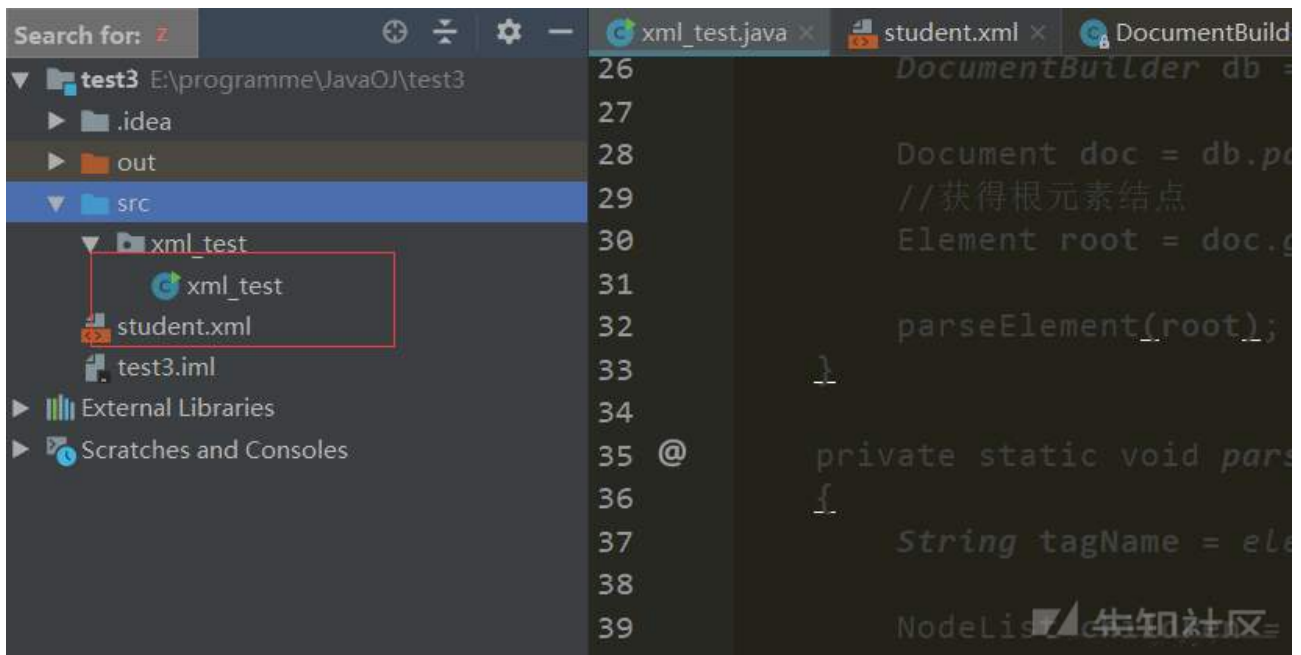 Search for: Z
test3 E:\programme\JavaOJ\test3
.idea
out
src
xml_test
xml_test
student.xml
test3.iml
External Libraries
Scratches and Consoles
xml_test.java
student.xml
DocumentBuild
26 DocumentBuilder db =
27
28 Document doc = db.pa
29 //获得根元素结点
30 Element root = doc.g
31
32 parseElement(root);
33 }
34
35 @ private static void pars
36 {
37 String tagName = ele
38
39 NodeList =
先知社区